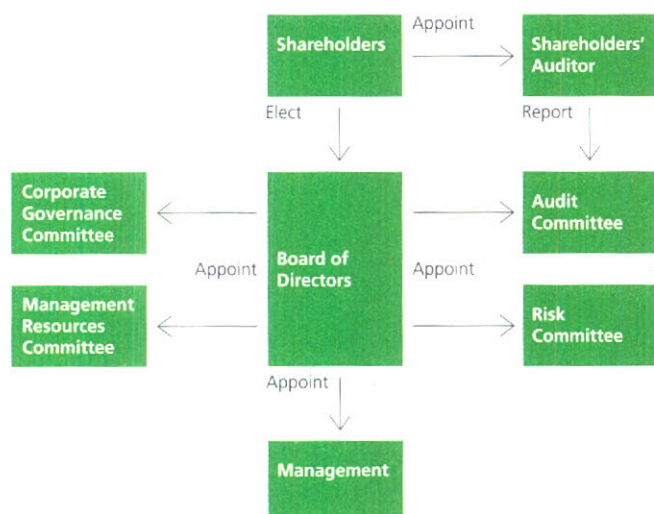 Shareholders
Appoint
Shareholders'
Auditor
Elect
Report
Corporate
Governance
Committee
Board of
Directors
Audit
Committee
Appoint
Appoint
Management
Resources
Committee
Risk
Committee
Appoint
Management